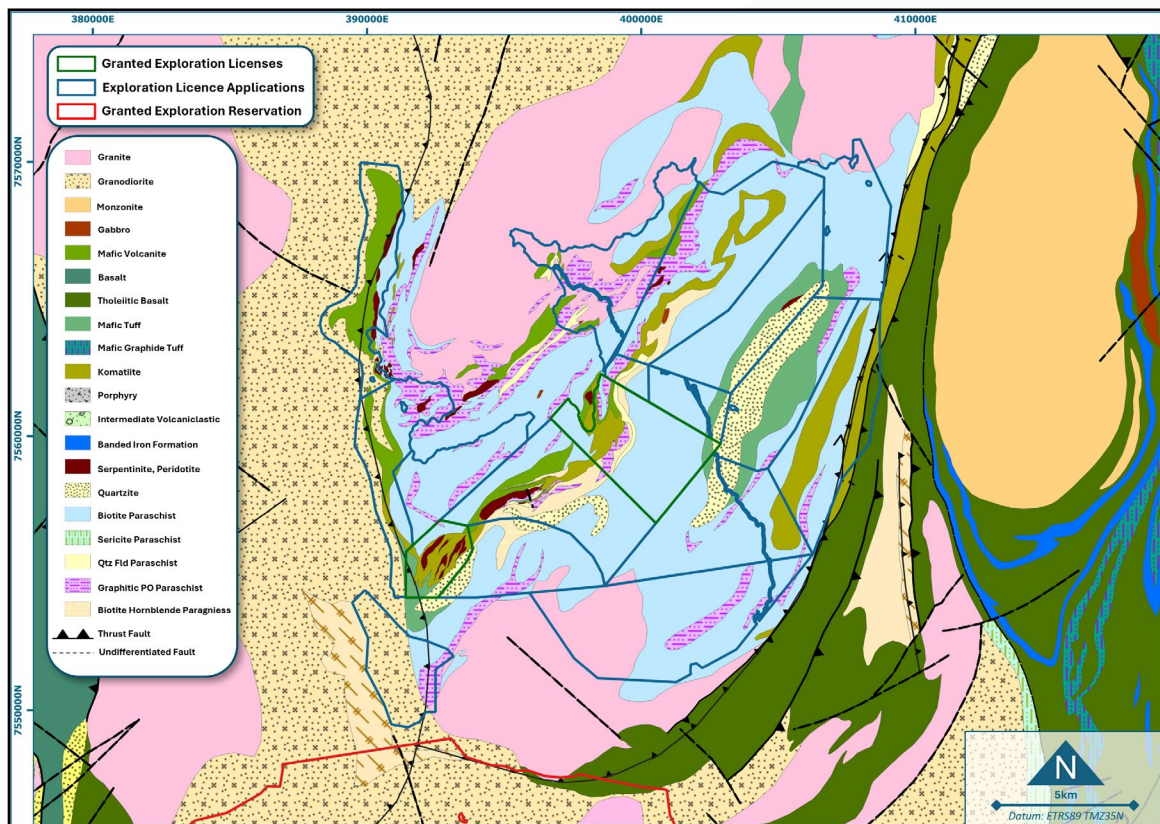 380000E
390000E
400000E
410000E
Granted Exploration Licenses
Exploration Licence Applications
Granted Exploration Reservation
7570000N
7560000N
7550000N
Granite
Granodiorite
Monzonite
Gabbro
Mafic Volcanite
Basalt
Tholeiitic Basalt
Mafic Tuff
Mafic Graphide Tuff
Komatiite
Porphyry
Intermediate Volcaniclastic
Banded Iron Formation
Serpentinite, Peridotite
Quartzite
Biotite Paraschist
Sericite Paraschist
Qtz Fld Paraschist
Graphitic PO Paraschist
Biotite Hornblende Paragniess
Thrust Fault
Undifferentiated Fault
N
5km
Datum: ETRS89 TMZ35N